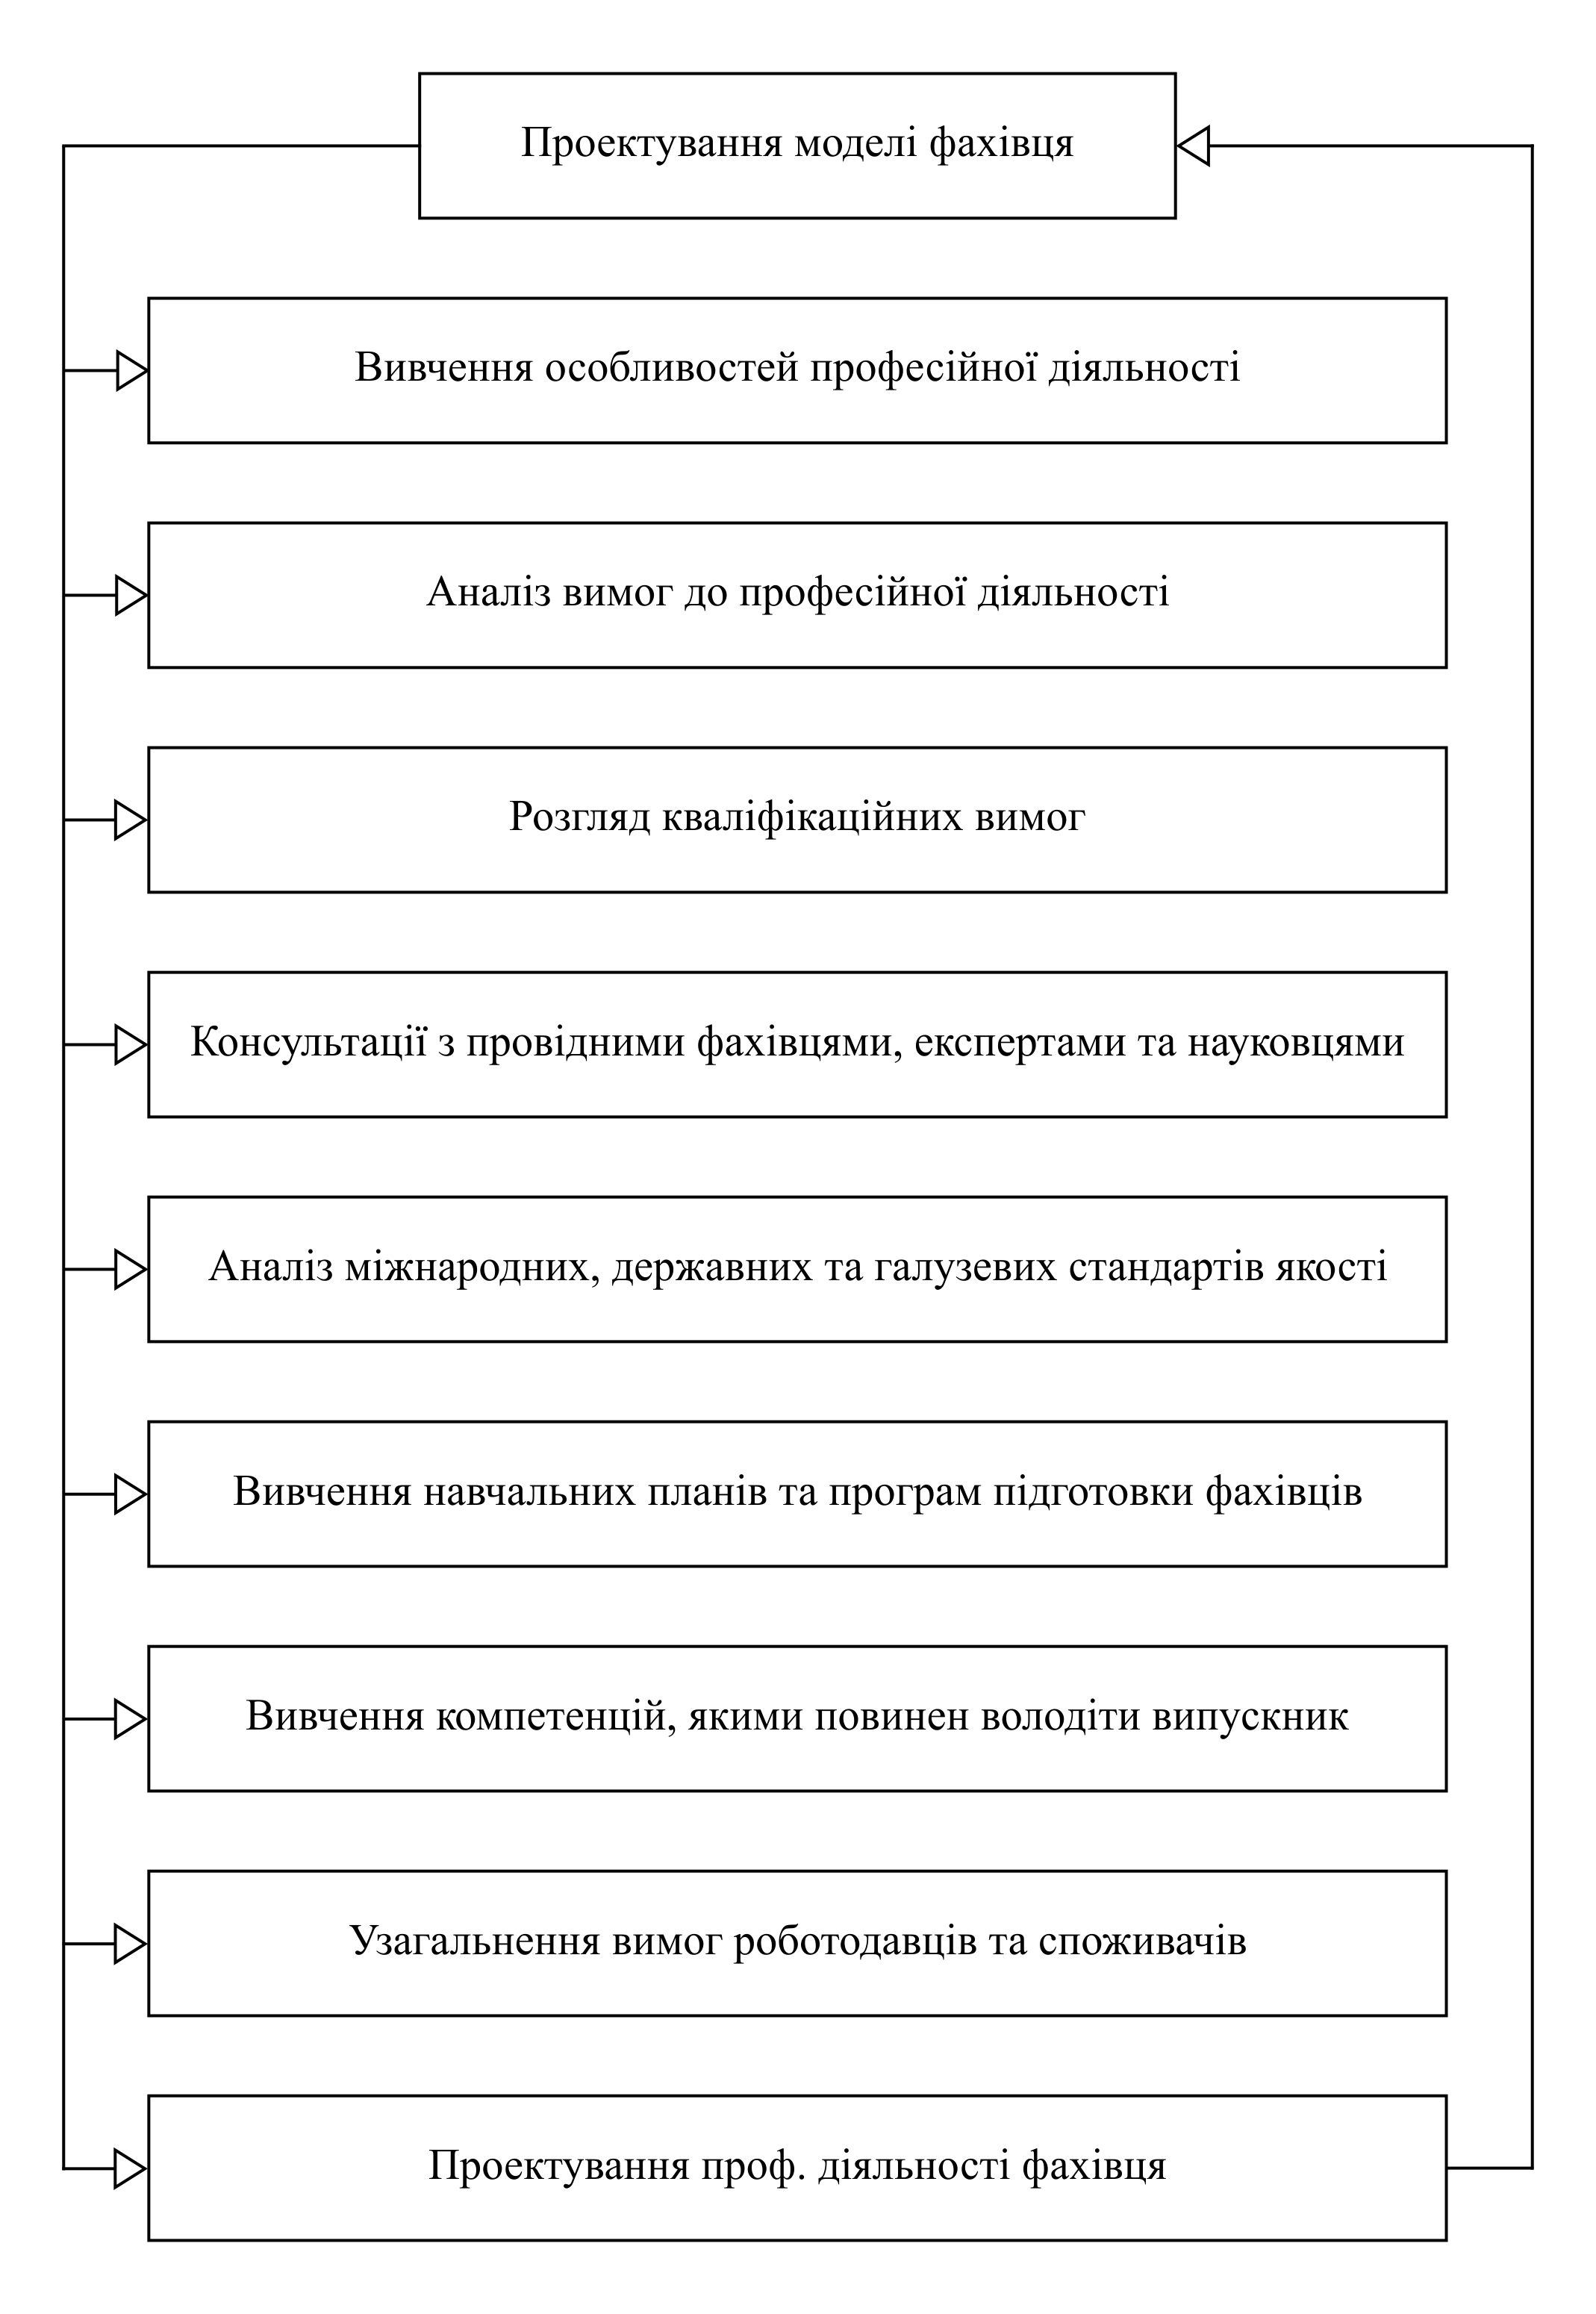 Проектування моделі фахівця
Вивчення особливостей професійної діяльності
Аналіз вимог до професійної діяльності
Розгляд кваліфікаційних вимог
Консультації з провідними фахівцями, експертами та науковцями
Аналіз міжнародних, державних та галузевих стандартів якості
Вивчення навчальних планів та програм підготовки фахівців
Вивчення компетенцій, якими повинен володіти випускник
Узагальнення вимог роботодавців та споживачів
Проектування проф. діяльності фахівця